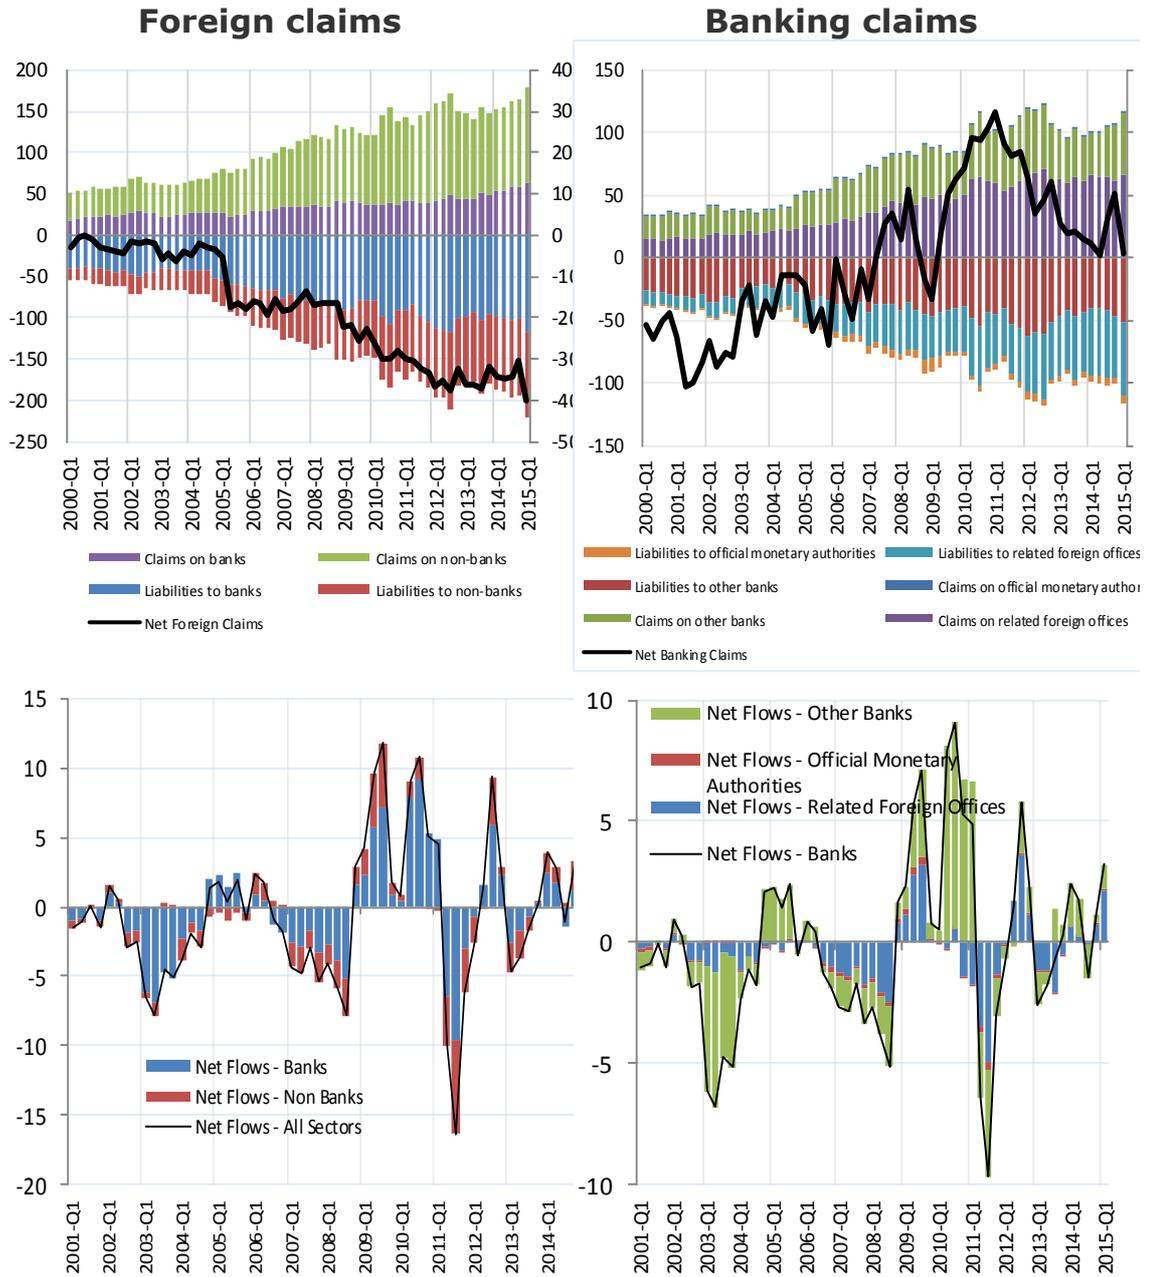 Foreign claims
Banking claims
200
150
100
50
0
-50
-100
-150
-200
-250
40
30
20
10
0
-10
-20
-30
-40
-50
2000-Q1
2001-Q1
2002-Q1
2003-Q1
2004-Q1
2005-Q1
2006-Q1
2007-Q1
2008-Q1
2009-Q1
2010-Q1
2011-Q1
2012-Q1
2013-Q1
2014-Q1
2015-Q1
Claims on banks
Claims on non-banks
Liabilities to banks
Liabilities to non-banks
Net Foreign Claims
150
100
50
0
-50
-100
-150
2000-Q1
2001-Q1
2002-Q1
2003-Q1
2004-Q1
2005-Q1
2006-Q1
2007-Q1
2008-Q1
2009-Q1
2010-Q1
2011-Q1
2012-Q1
2013-Q1
2014-Q1
2015-Q1
Liabilities to official monetary authorities
Liabilities to related foreign offices
Liabilities to other banks
Claims on official monetary author
Claims on other banks
Claims on related foreign offices
Net Banking Claims
15
10
5
0
-5
-10
-15
-20
Net Flows - Banks
Net Flows - Non Banks
Net Flows - All Sectors
2001-Q1
2002-Q1
2003-Q1
2004-Q1
2005-Q1
2006-Q1
2007-Q1
2008-Q1
2009-Q1
2010-Q1
2011-Q1
2012-Q1
2013-Q1
2014-Q1
10
5
0
-5
-10
Net Flows - Other Banks
Net Flows - Official Monetary
Authorities
Net Flows - Related Foreign Offices
Net Flows - Banks
2001-Q1
2002-Q1
2003-Q1
2004-Q1
2005-Q1
2006-Q1
2007-Q1
2008-Q1
2009-Q1
2010-Q1
2011-Q1
2012-Q1
2013-Q1
2014-Q1
2015-Q1